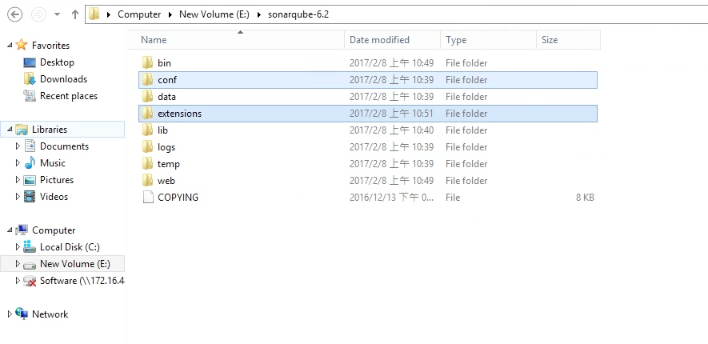 Computer ▸ New Volume (E:) ▸ sonarqube-6.2
Favorites
Desktop
Downloads
Recent places
Libraries
Documents
Music
Pictures
Videos
Computer
Local Disk (C:)
New Volume (E:)
Software (\\172.16.4
Network
Name Date modified Type Size
bin 2017/2/8 上午 10:49 File folder
conf 2017/2/8 上午 10:39 File folder
data 2017/2/8 上午 10:39 File folder
extensions 2017/2/8 上午 10:51 File folder
lib 2017/2/8 上午 10:40 File folder
logs 2017/2/8 上午 10:39 File folder
temp 2017/2/8 上午 10:39 File folder
web 2017/2/8 上午 10:49 File folder
COPYING 2016/12/13 下午 0... File 8 KB